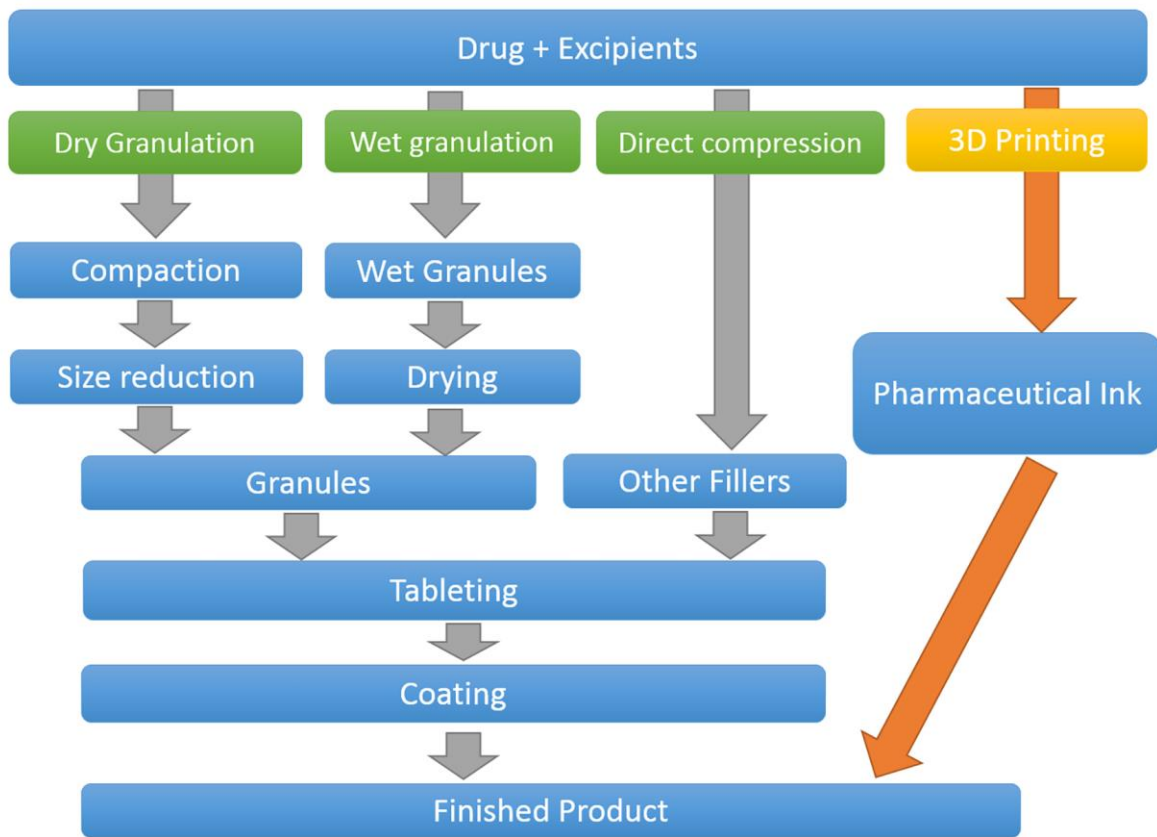 Drug + Excipients
Dry Granulation
Wet granulation
Direct compression
3D Printing
Compaction
Wet Granules
Size reduction
Drying
Pharmaceutical Ink
Granules
Other Fillers
Tableting
Coating
Finished Product